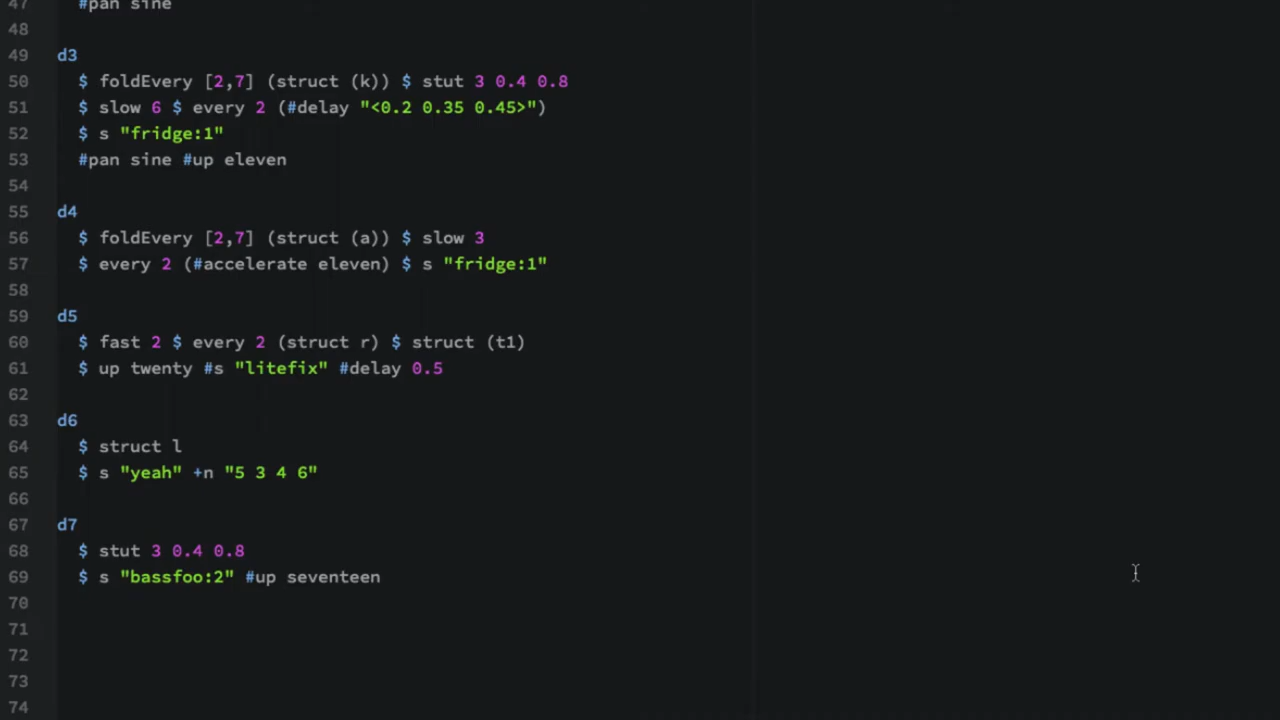 47 #pan sine
48
49 d3
50 $ foldEvery [2,7] (struct (k)) $ stut 3 0.4 0.8
51 $ slow 6 $ every 2 (#delay "<0.2 0.35 0.45>")
52 $ s "fridge:1"
53 #pan sine #up eleven
54
55 d4
56 $ foldEvery [2,7] (struct (a)) $ slow 3
57 $ every 2 (#accelerate eleven) $ s "fridge:1"
58
59 d5
60 $ fast 2 $ every 2 (struct r) $ struct (t1)
61 $ up twenty #s "litefix" #delay 0.5
62
63 d6
64 $ struct l
65 $ s "yeah" +n "5 3 4 6"
66
67 d7
68 $ stut 3 0.4 0.8
69 $ s "bassfoo:2" #up seventeen
70
71
72
73
74